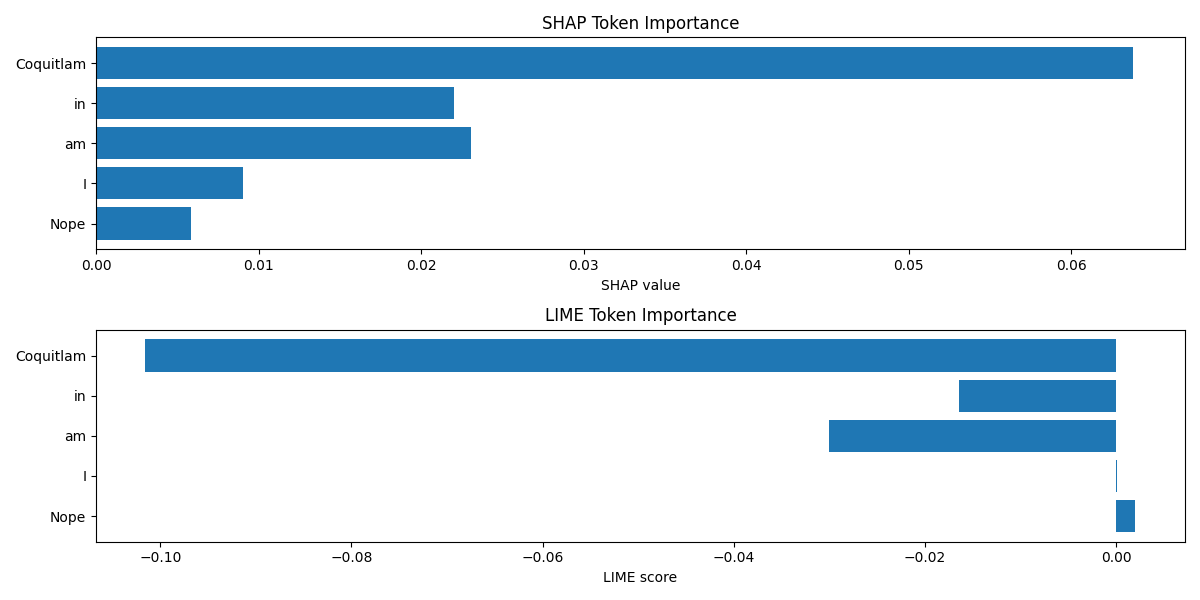 SHAP Token Importance
Coquitlam
in
am
I
Nope
0.00 0.01 0.02 0.03 0.04 0.05 0.06
SHAP value
LIME Token Importance
Coquitlam
in
am
I
Nope
−0.10 −0.08 −0.06 −0.04 −0.02 0.00
LIME score